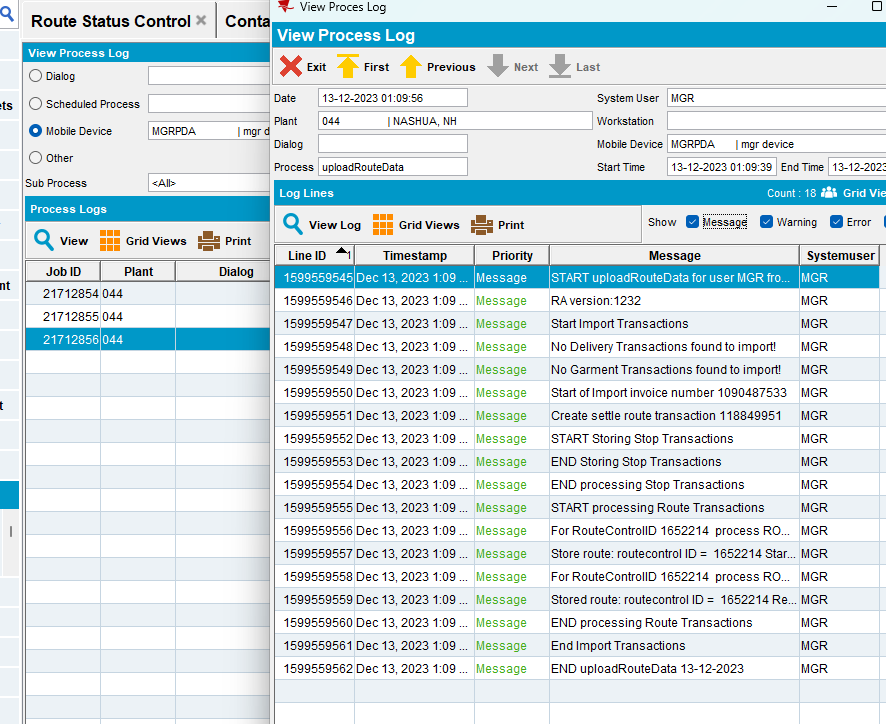 View Proces Log
Route Status Control
Conta
View Process Log
View Process Log
Exit First Previous Next Last
Dialog
Scheduled Process
ets
Mobile Device MGRPDA | mgr d
Other
Sub Process <All>
Date 13-12-2023 01:09:56 System User MGR
Plant 044 | NASHUA, NH Workstation
Dialog Mobile Device MGRPDA | mgr device
Process uploadRouteData Start Time 13-12-2023 01:09:39 End Time 13-12-2023
Process Logs
View Grid Views Print
Job ID Plant Dialog
nt
21712854 044
21712855 044
21712856 044
t
Log Lines Count : 18 Grid Vie
View Log Grid Views Print Show Message Warning Error
Line ID 1 Timestamp Priority Message Systemuser
1599559545 Dec 13, 2023 1:09 ... Message START uploadRouteData for user MGR fro... MGR
1599559546 Dec 13, 2023 1:09 ... Message RA version:1232 MGR
1599559547 Dec 13, 2023 1:09 ... Message Start Import Transactions MGR
1599559548 Dec 13, 2023 1:09 ... Message No Delivery Transactions found to import! MGR
1599559549 Dec 13, 2023 1:09 ... Message No Garment Transactions found to import! MGR
1599559550 Dec 13, 2023 1:09 ... Message Start of Import invoice number 1090487533 MGR
1599559551 Dec 13, 2023 1:09 ... Message Create settle route transaction 118849951 MGR
1599559552 Dec 13, 2023 1:09 ... Message START Storing Stop Transactions MGR
1599559553 Dec 13, 2023 1:09 ... Message END Storing Stop Transactions MGR
1599559554 Dec 13, 2023 1:09 ... Message END processing Stop Transactions MGR
1599559555 Dec 13, 2023 1:09 ... Message START processing Route Transactions MGR
1599559556 Dec 13, 2023 1:09 ... Message For RouteControlID 1652214 process RO... MGR
1599559557 Dec 13, 2023 1:09 ... Message Store route: routecontrol ID = 1652214 Star... MGR
1599559558 Dec 13, 2023 1:09 ... Message For RouteControlID 1652214 process RO... MGR
1599559559 Dec 13, 2023 1:09 ... Message Stored route: routecontrol ID = 1652214 Re... MGR
1599559560 Dec 13, 2023 1:09 ... Message END processing Route Transactions MGR
1599559561 Dec 13, 2023 1:09 ... Message End Import Transactions MGR
1599559562 Dec 13, 2023 1:09 ... Message END uploadRouteData 13-12-2023 MGR